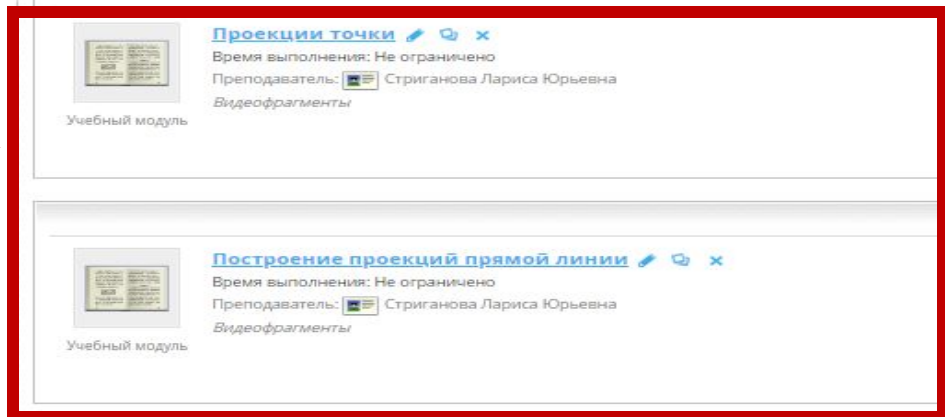 Проекции точки
Время выполнения: Не ограничено
Преподаватель: Стриганова Лариса Юрьевна
Видеофрагменты
Учебный модуль
Построение проекций прямой линии
Время выполнения: Не ограничено
Преподаватель: Стриганова Лариса Юрьевна
Видеофрагменты
Учебный модуль